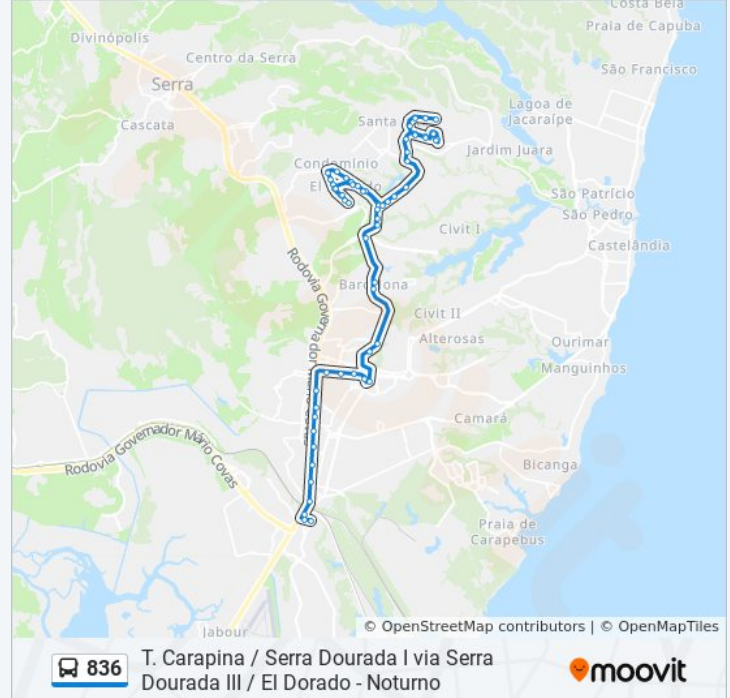 Costa Bela
Divinópolis
Praia de Capuba
Centro da Serra
São Francisco
Serra
Lagoa de
Jacaraípe
Cascata
Santa
Jardim Juara
Condomínio
El
São Patrício
São Pedro
Civit I
Castelândia
Rodovia Governador Mário Covas
Civit II
Alterosas
Ourimar
Manguinhos
Camará
Rodovia Governador Mário Covas
Bicanga
Praia de
Carapebus
Jabour
© OpenStreetMap contributors | © OpenMapTiles
836
T. Carapina / Serra Dourada I via Serra
Dourada III / El Dorado - Noturno
moovit